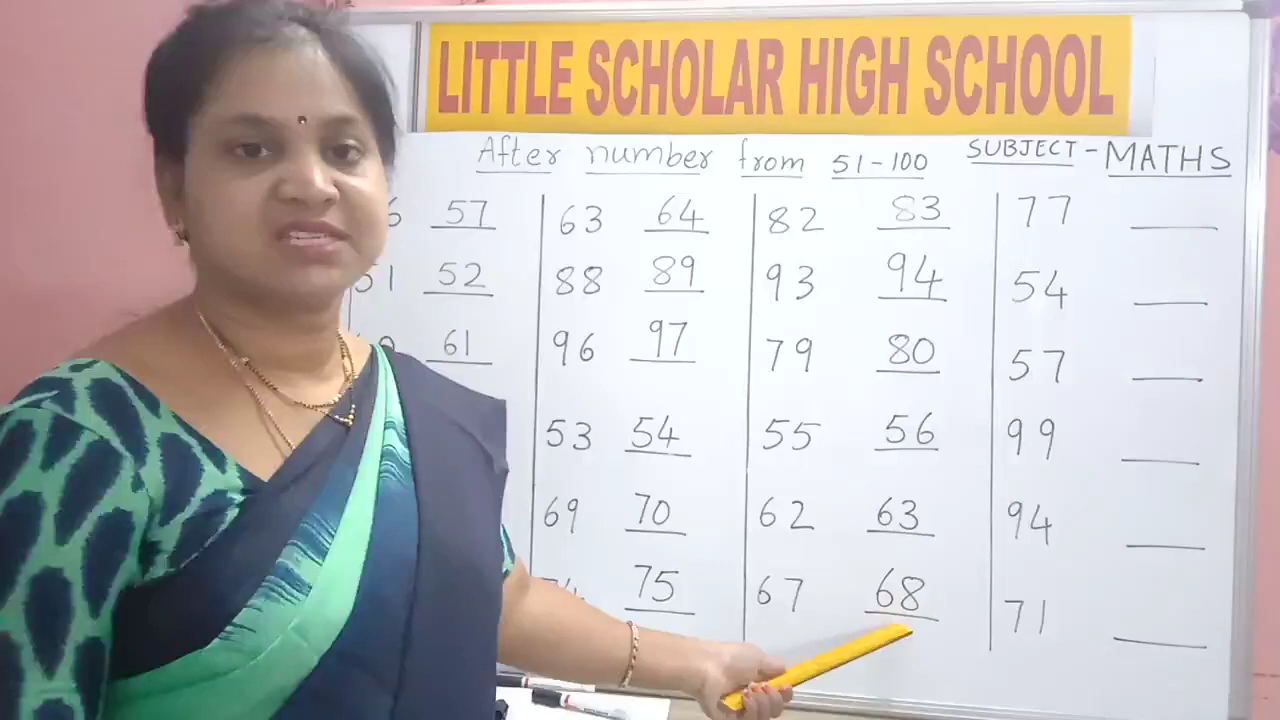 LITTLE SCHOLAR HIGH SCHOOL
After number from 51-100 SUBJECT - MATHS
57 63 64 82 83 77
51 52 88 89 93 94 54
61 96 97 79 80 57
53 54 55 56 99
69 70 62 63 94
75 67 68 71